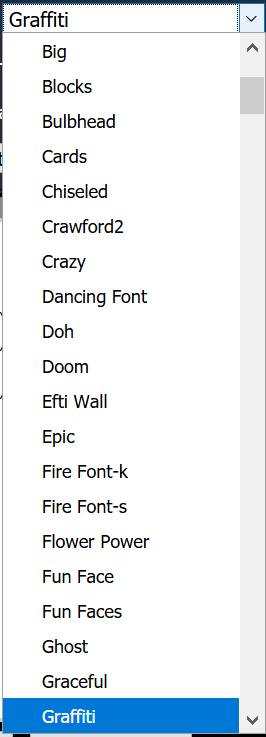 Graffiti
Big
Blocks
Bulbhead
Cards
Chiseled
Crawford2
Crazy
Dancing Font
Doh
Doom
Efti Wall
Epic
Fire Font-k
Fire Font-s
Flower Power
Fun Face
Fun Faces
Ghost
Graceful
Graffiti